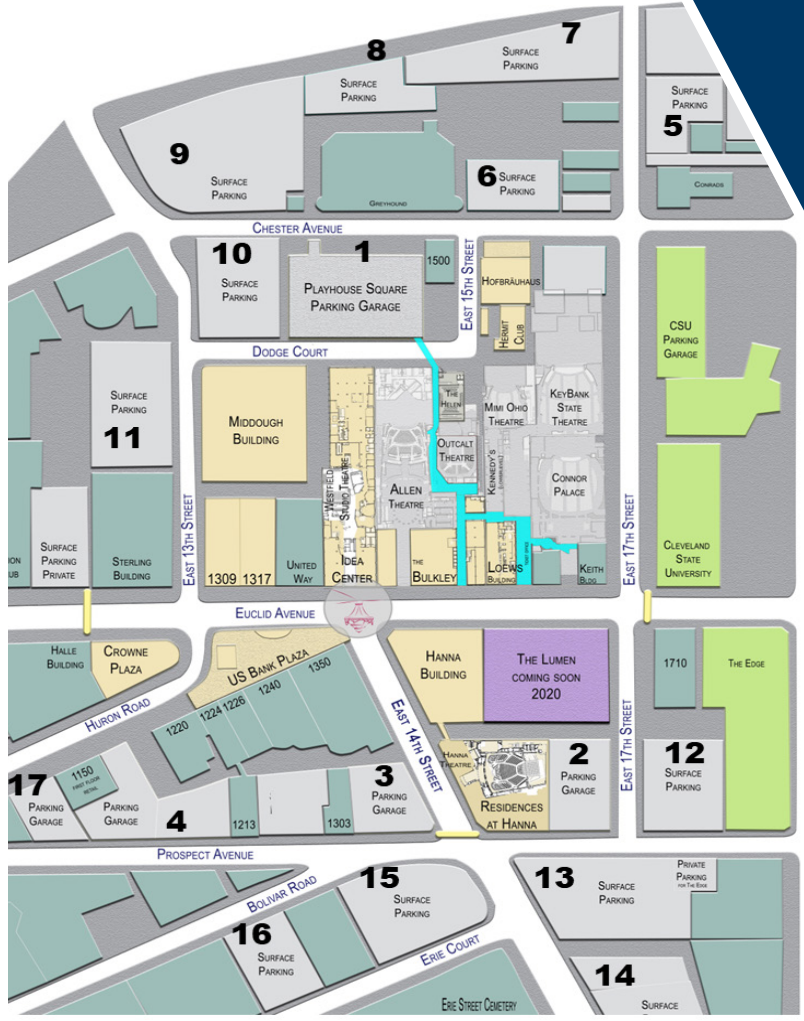 7
SURFACE
PARKING
8
SURFACE
PARKING
SURFACE
PARKING
5
9
SURFACE
PARKING
6
SURFACE
PARKING
GREYHOUND
CONRADS
CHESTER AVENUE
10
SURFACE
PARKING
1
PLAYHOUSE SQUARE
PARKING GARAGE
1500
EAST 15TH STREET
HOFBRÄUHAUS
HERMIT
CLUB
CSU
PARKING
GARAGE
DODGE COURT
SURFACE
PARKING
11
MIDDOUGH
BUILDING
THE
HELEN
MIMI OHIO
THEATRE
KEYBANK
STATE
THEATRE
OUTCALT
THEATRE
WESTFIELD
STUDIO THEATRE
ALLEN
THEATRE
KENNEDY'S
CONNOR
PALACE
EAST 13TH STREET
EAST 17TH STREET
SURFACE
PARKING
PRIVATE
STERLING
BUILDING
1309
1317
UNITED
WAY
IDEA
CENTER
THE
BULKLEY
LOEWS
BUILDING
TICKET OFFICE
KEITH
BLDG
CLEVELAND
STATE
UNIVERSITY
EUCLID AVENUE
HALLE
BUILDING
CROWNE
PLAZA
HURON ROAD
US BANK PLAZA
1220
1224
1226
1240
1350
HANNA
BUILDING
THE LUMEN
COMING SOON
2020
1710
THE EDGE
EAST 14TH STREET
EAST 17TH STREET
HANNA
THEATRE
RESIDENCES
AT HANNA
2
PARKING
GARAGE
12
SURFACE
PARKING
17
PARKING
GARAGE
1150
FIRST FLOOR
RETAIL
PARKING
GARAGE
4
1213
1303
3
PARKING
GARAGE
PROSPECT AVENUE
BOLIVAR ROAD
15
SURFACE
PARKING
13
SURFACE
PARKING
PRIVATE
PARKING
FOR THE EDGE
16
SURFACE
PARKING
ERIE COURT
14
SURFACE
ERIE STREET CEMETERY